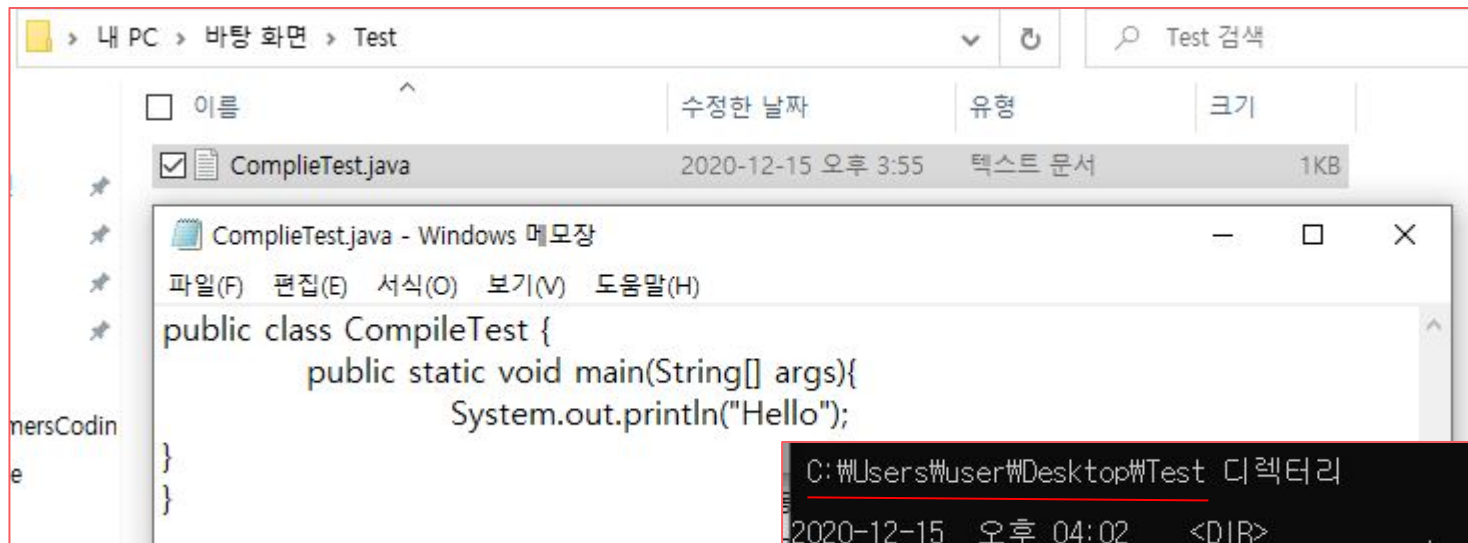 내 PC > 바탕 화면 > Test
Test 검색
이름 수정한 날짜 유형 크기
ComplieTest.java 2020-12-15 오후 3:55 텍스트 문서 1KB
ComplieTest.java - Windows 메모장
파일(F) 편집(E) 서식(O) 보기(V) 도움말(H)
public class CompileTest {
public static void main(String[] args){
System.out.println("Hello");
}
}
mersCodin
e
C:₩Users₩user₩Desktop₩Test 디렉터리
2020-12-15 오후 04:02 <DIR>